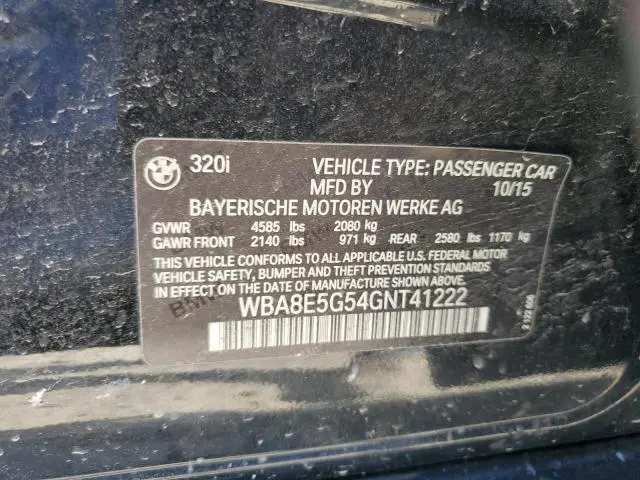 320i VEHICLE TYPE: PASSENGER CAR
MFD BY 10/15
BAYERISCHE MOTOREN WERKE AG
GVWR 4585 lbs 2080 kg
GAWR FRONT 2140 lbs 971 kg REAR 2580 lbs 1170 kg
THIS VEHICLE CONFORMS TO ALL APPLICABLE U.S. FEDERAL MOTOR
VEHICLE SAFETY, BUMPER AND THEFT PREVENTION STANDARDS
IN EFFECT ON THE DATE OF MANUFACTURE SHOWN ABOVE.
WBA8E5G54GNT41222